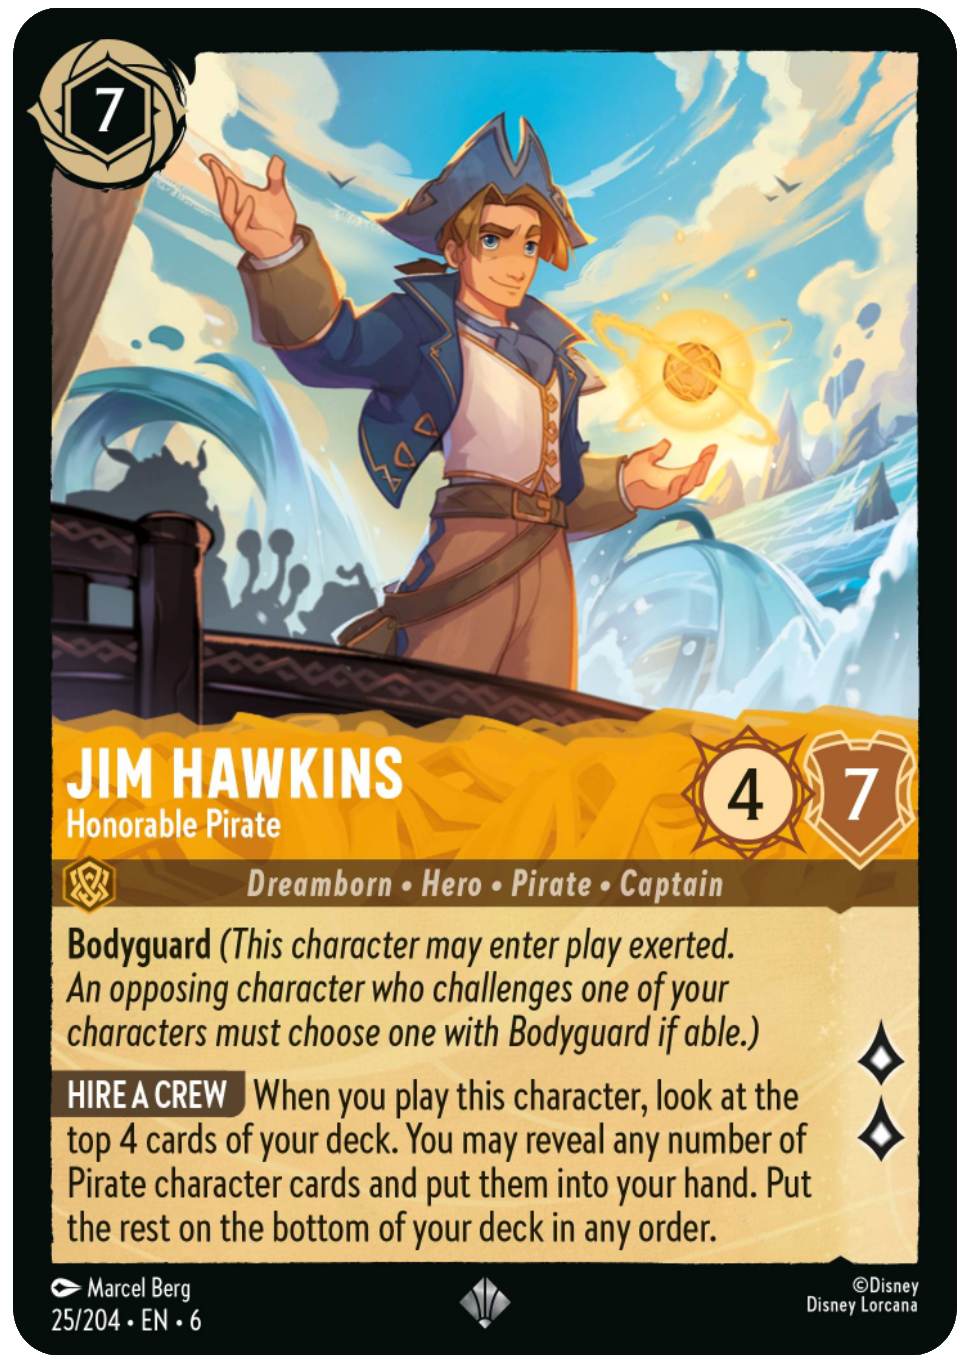 7
JIM HAWKINS
Honorable Pirate
4
7
Dreamborn • Hero • Pirate • Captain
Bodyguard (This character may enter play exerted.
An opposing character who challenges one of your
characters must choose one with Bodyguard if able.)
HIRE A CREW When you play this character, look at the
top 4 cards of your deck. You may reveal any number of
Pirate character cards and put them into your hand. Put
the rest on the bottom of your deck in any order.
Marcel Berg
25/204 • EN • 6
©Disney
Disney Lorcana